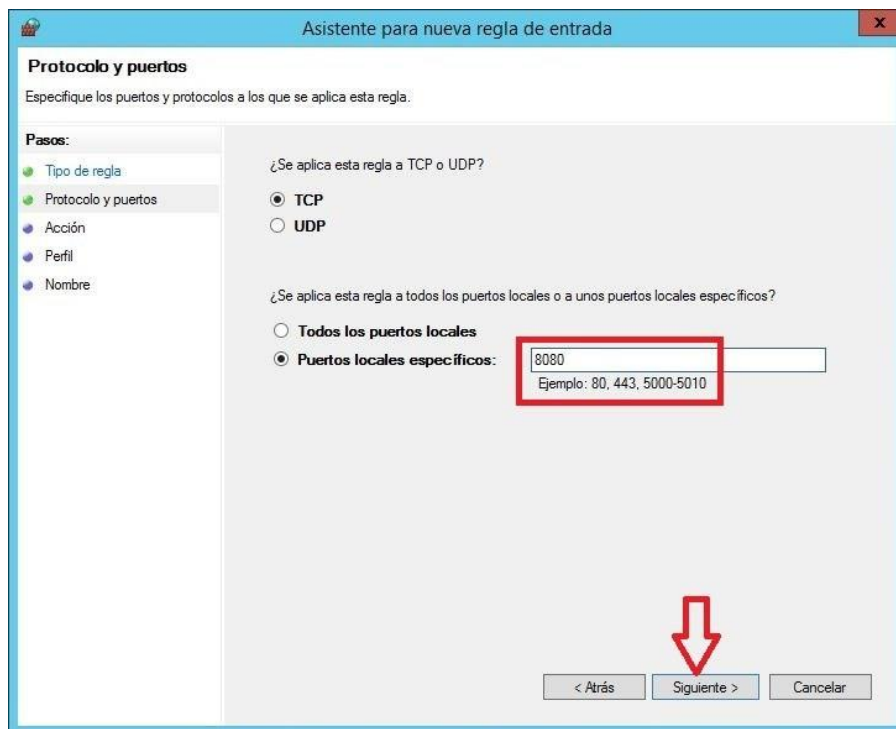 Asistente para nueva regla de entrada
x
Protocolo y puertos
Especifique los puertos y protocolos a los que se aplica esta regla.
Pasos:
Tipo de regla
Protocolo y puertos
Acción
Perfil
Nombre
¿Se aplica esta regla a TCP o UDP?
TCP
UDP
¿Se aplica esta regla a todos los puertos locales o a unos puertos locales específicos?
Todos los puertos locales
Puertos locales específicos: 8080
Ejemplo: 80, 443, 5000-5010
< Atrás Siguiente > Cancelar